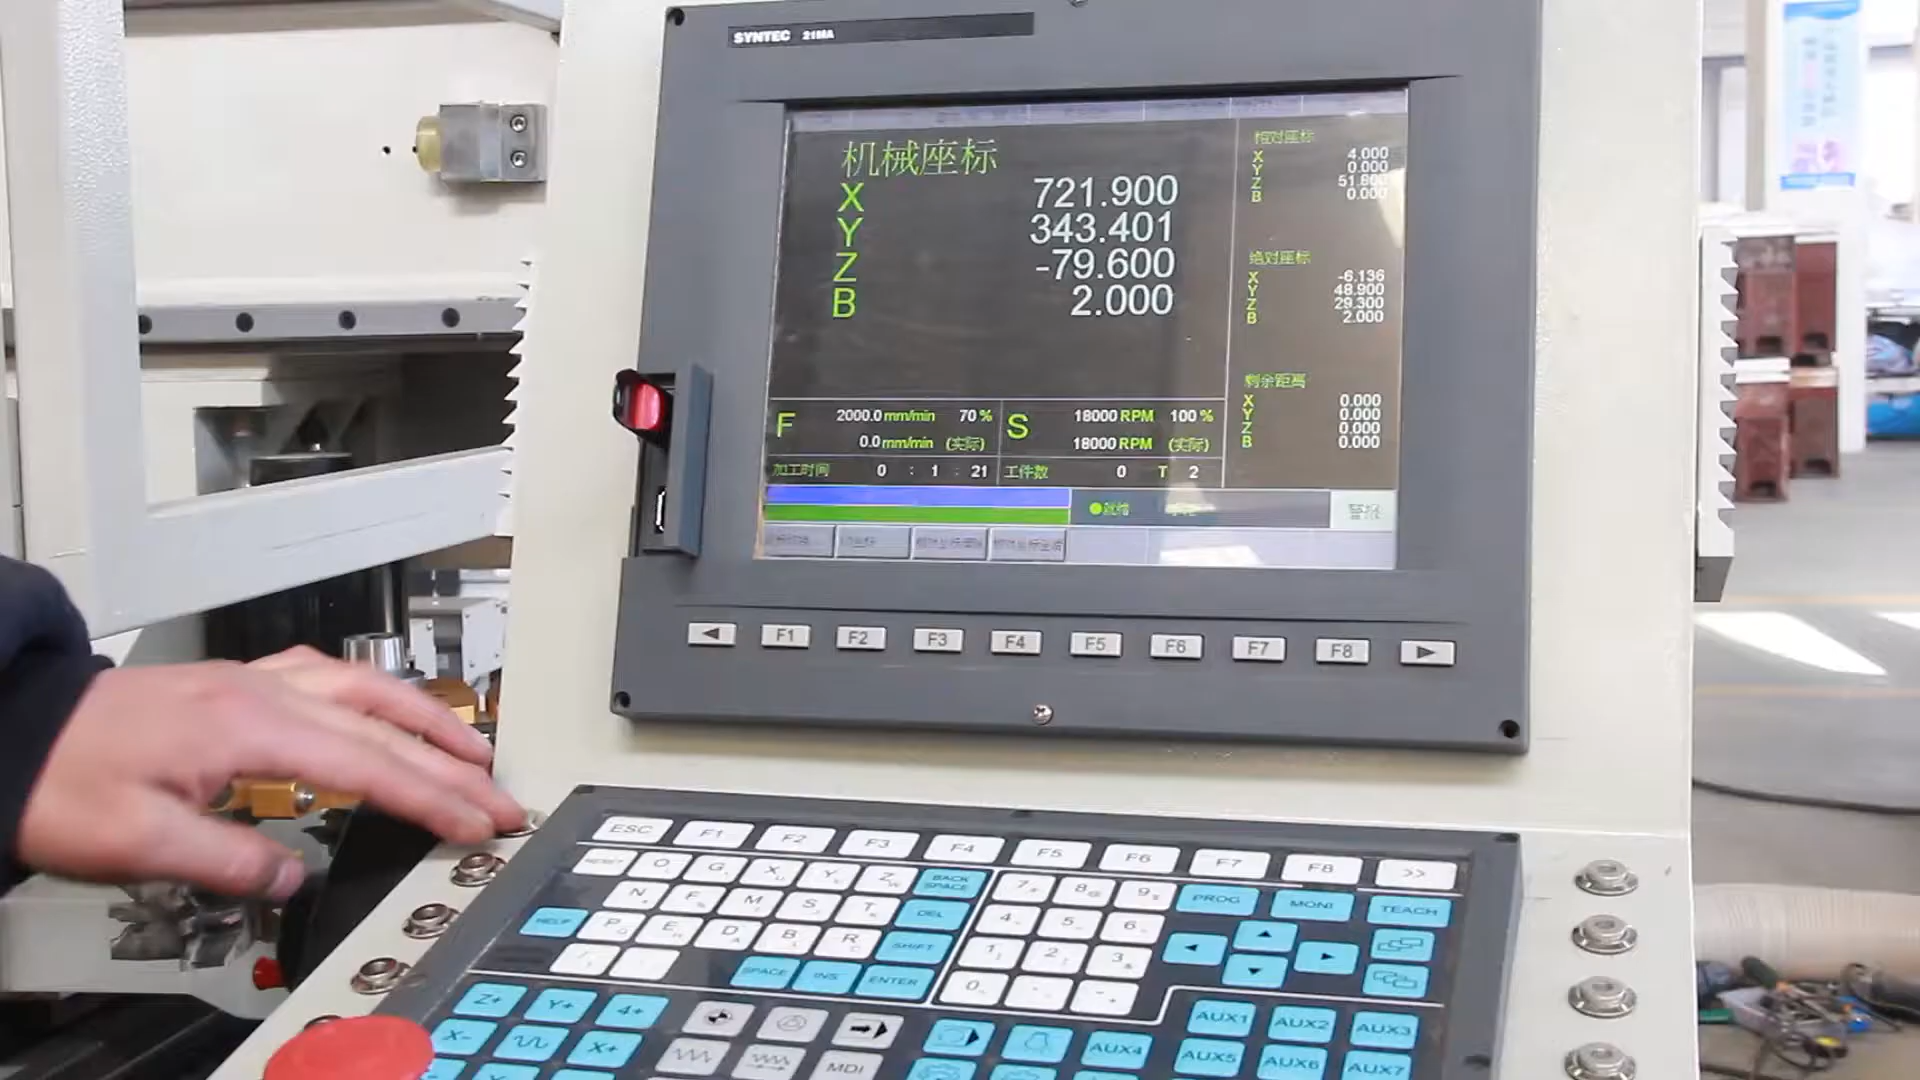 SYNTEC 21MA
机械座标
X 721.900
Y 343.401
Z -79.600
B 2.000
相对座标
X 4.000
Y 0.000
Z 51.600
B 0.000
绝对座标
X -6.136
Y 48.900
Z 29.300
B 2.000
剩余距离
X 0.000
Y 0.000
Z 0.000
B 0.000
F 2000.0 mm/min 70 %
0.0 mm/min (实际)
S 18000 RPM 100 %
18000 RPM (实际)
加工时间 0 : 1 : 21
工件数 0 T 2
就绪
警报
F1 F2 F3 F4 F5 F6 F7 F8
ESC F1 F2 F3 F4 F5 F6 F7 F8 >>
RESET O G X Y Z BACK SPACE 7 8 9 PROG MONI TEACH
N F M S T DEL 4 5 6
HELP P E D B R SHIFT 1 2 3
/ SPACE INS ENTER 0 . -
Z+ Y+ 4+ AUX1 AUX2 AUX3
X- X+ MDI AUX4 AUX5 AUX6 AUX7